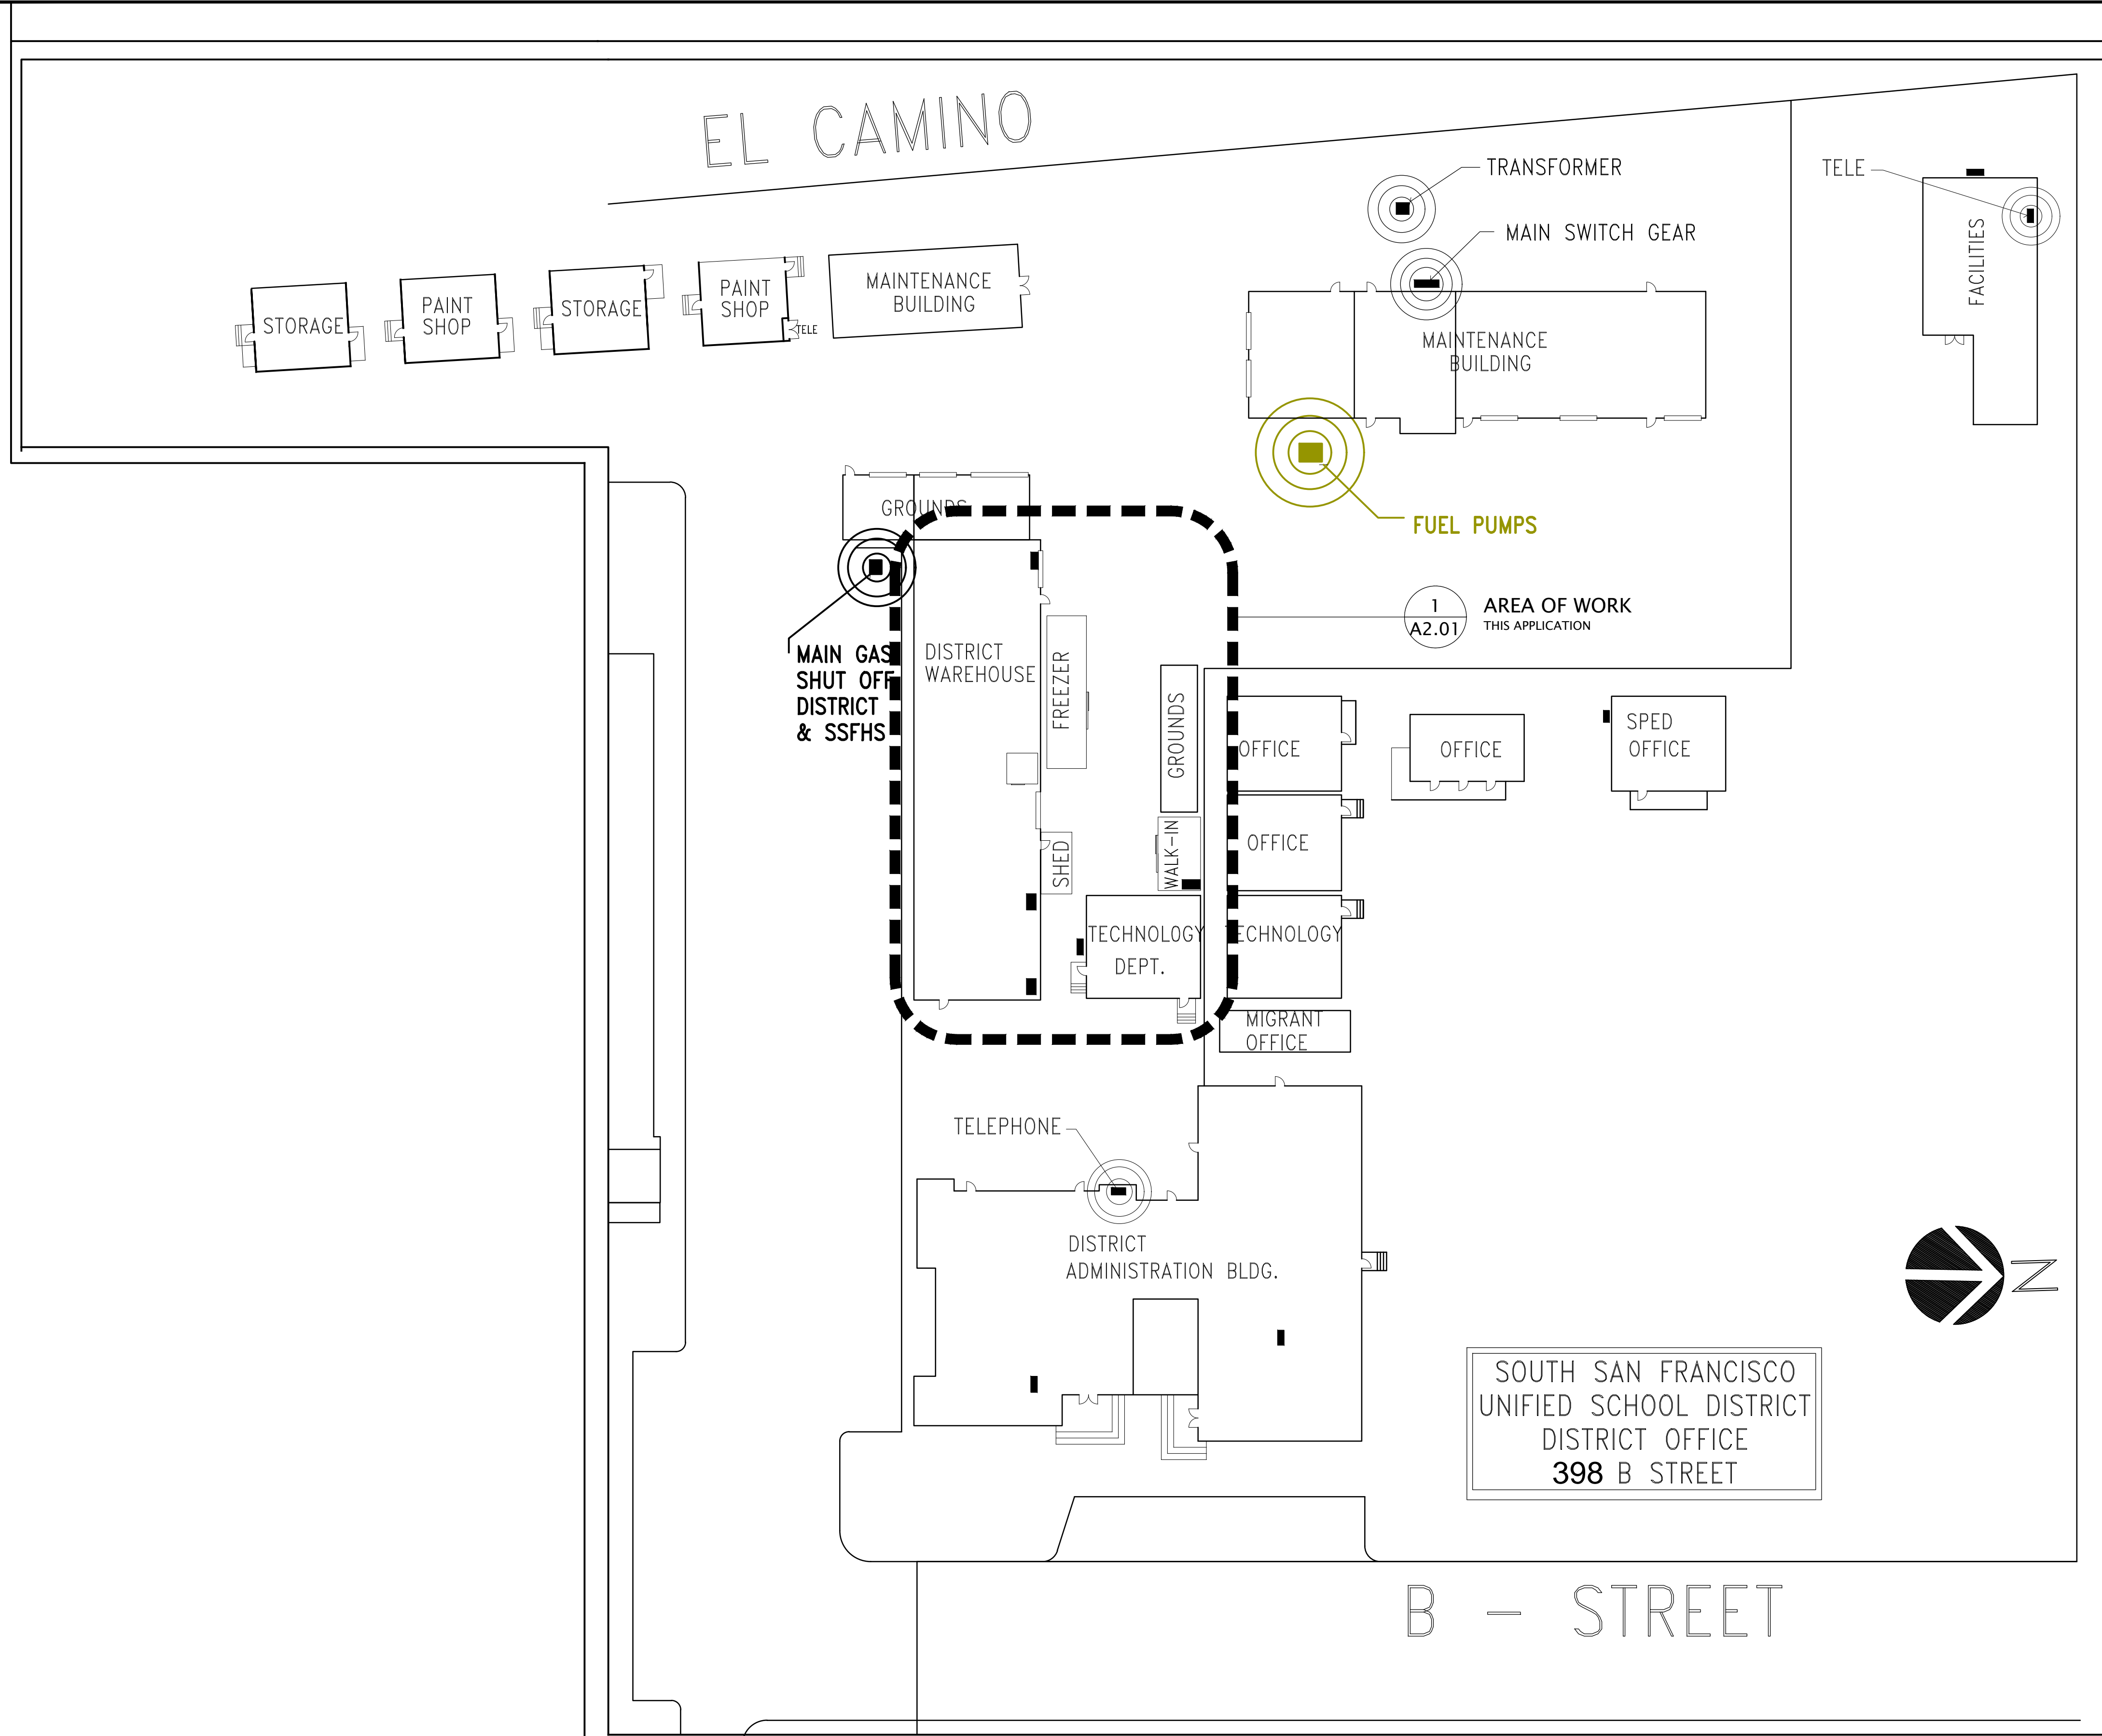 EL CAMINO
TRANSFORMER
TELE
MAIN SWITCH GEAR
FACILITIES
STORAGE
PAINT
SHOP
STORAGE
PAINT
SHOP
TELE
MAINTENANCE
BUILDING
MAINTENANCE
BUILDING
GROUNDS
FUEL PUMPS
1
A2.01
AREA OF WORK
THIS APPLICATION
MAIN GAS
SHUT OFF
DISTRICT
& SSFHS
DISTRICT
WAREHOUSE
FREEZER
GROUNDS
OFFICE
OFFICE
SPED
OFFICE
SHED
WALK-IN
OFFICE
TECHNOLOGY
DEPT.
TECHNOLOGY
MIGRANT
OFFICE
TELEPHONE
DISTRICT
ADMINISTRATION BLDG.
N
SOUTH SAN FRANCISCO
UNIFIED SCHOOL DISTRICT
DISTRICT OFFICE
398 B STREET
B - STREET